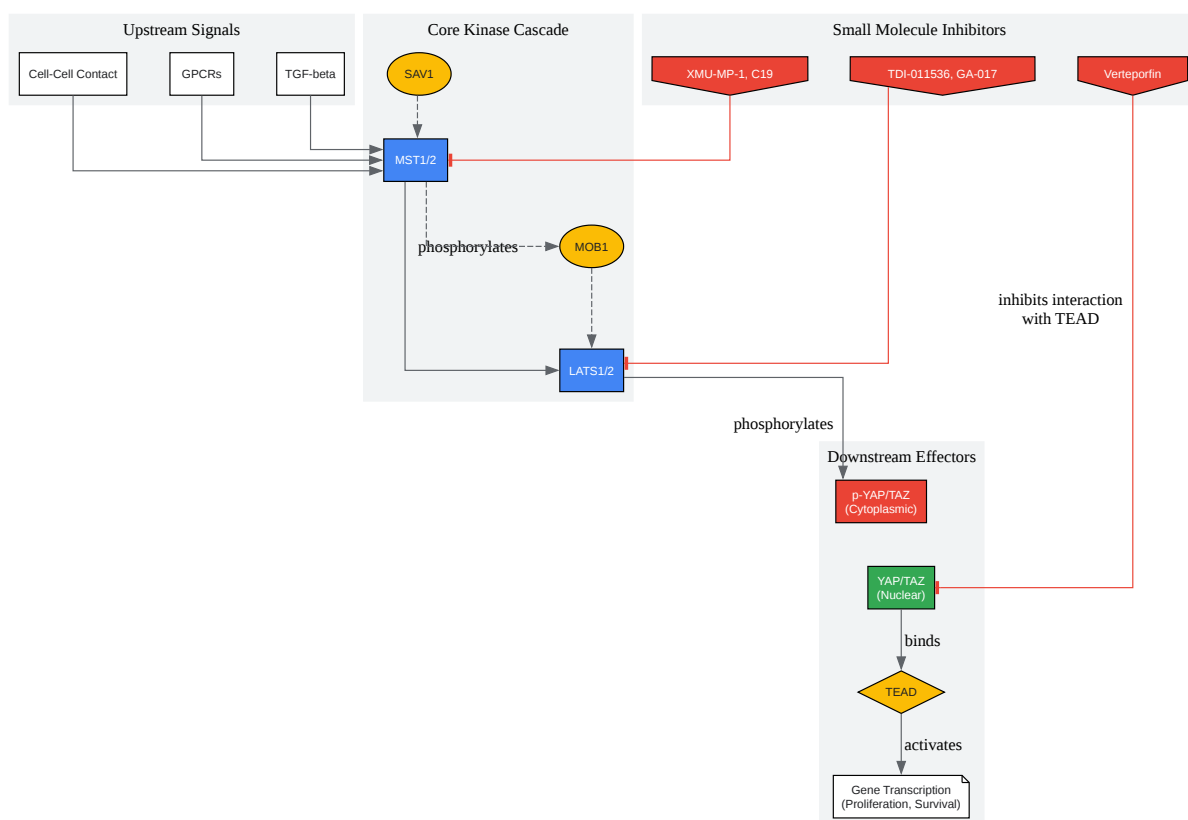 Upstream Signals
Core Kinase Cascade
Small Molecule Inhibitors
Cell-Cell Contact
GPCRs
TGF-beta
SAV1
XMU-MP-1, C19
TDI-011536, GA-017
Verteporfin
MST1/2
phosphorylates
MOB1
inhibits interaction
with TEAD
LATS1/2
phosphorylates
Downstream Effectors
p-YAP/TAZ
(Cytoplasmic)
YAP/TAZ
(Nuclear)
binds
TEAD
activates
Gene Transcription
(Proliferation, Survival)